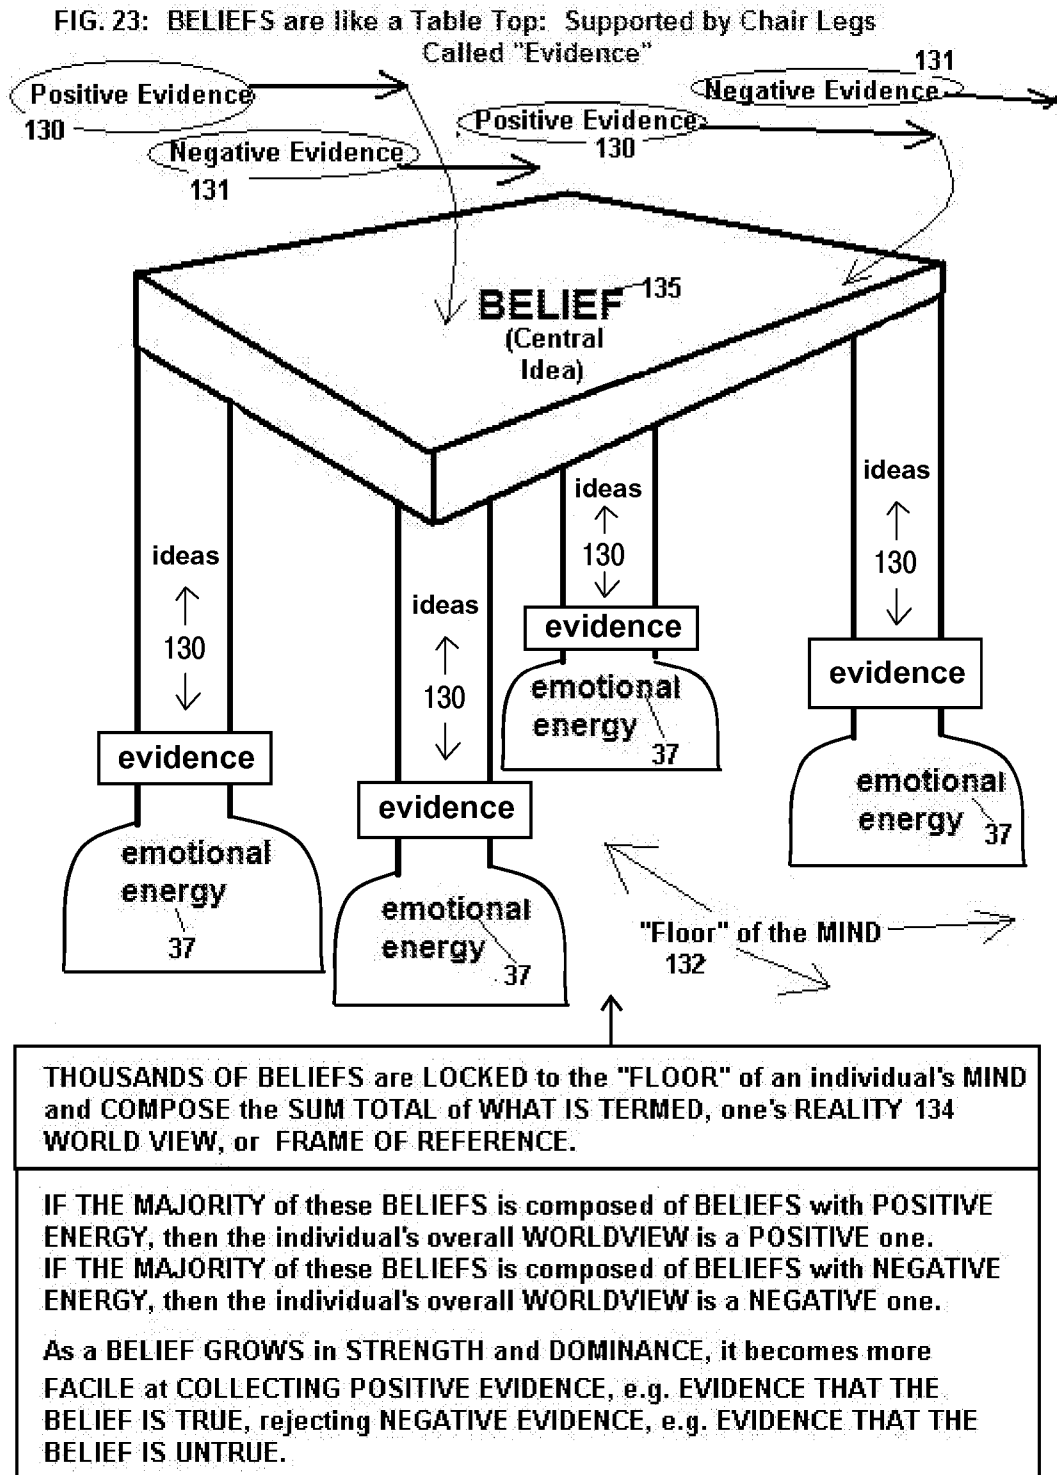 FIG. 23: BELIEFS are like a Table Top: Supported by Chair Legs
Called "Evidence"
131
Positive Evidence
130
Negative Evidence
131
Positive Evidence
130
Negative Evidence
BELIEF 135
(Central
Idea)
ideas
130
evidence
emotional
energy
37
ideas
130
evidence
emotional
energy
37
ideas
130
evidence
emotional
energy
37
ideas
130
evidence
emotional
energy
37
"Floor" of the MIND
132
THOUSANDS OF BELIEFS are LOCKED to the "FLOOR" of an individual's MIND
and COMPOSE the SUM TOTAL of WHAT IS TERMED, one's REALITY 134
WORLD VIEW, or FRAME OF REFERENCE.
IF THE MAJORITY of these BELIEFS is composed of BELIEFS with POSITIVE
ENERGY, then the individual's overall WORLDVIEW is a POSITIVE one.
IF THE MAJORITY of these BELIEFS is composed of BELIEFS with NEGATIVE
ENERGY, then the individual's overall WORLDVIEW is a NEGATIVE one.
As a BELIEF GROWS in STRENGTH and DOMINANCE, it becomes more
FACILE at COLLECTING POSITIVE EVIDENCE, e.g. EVIDENCE THAT THE
BELIEF IS TRUE, rejecting NEGATIVE EVIDENCE, e.g. EVIDENCE THAT THE
BELIEF IS UNTRUE.